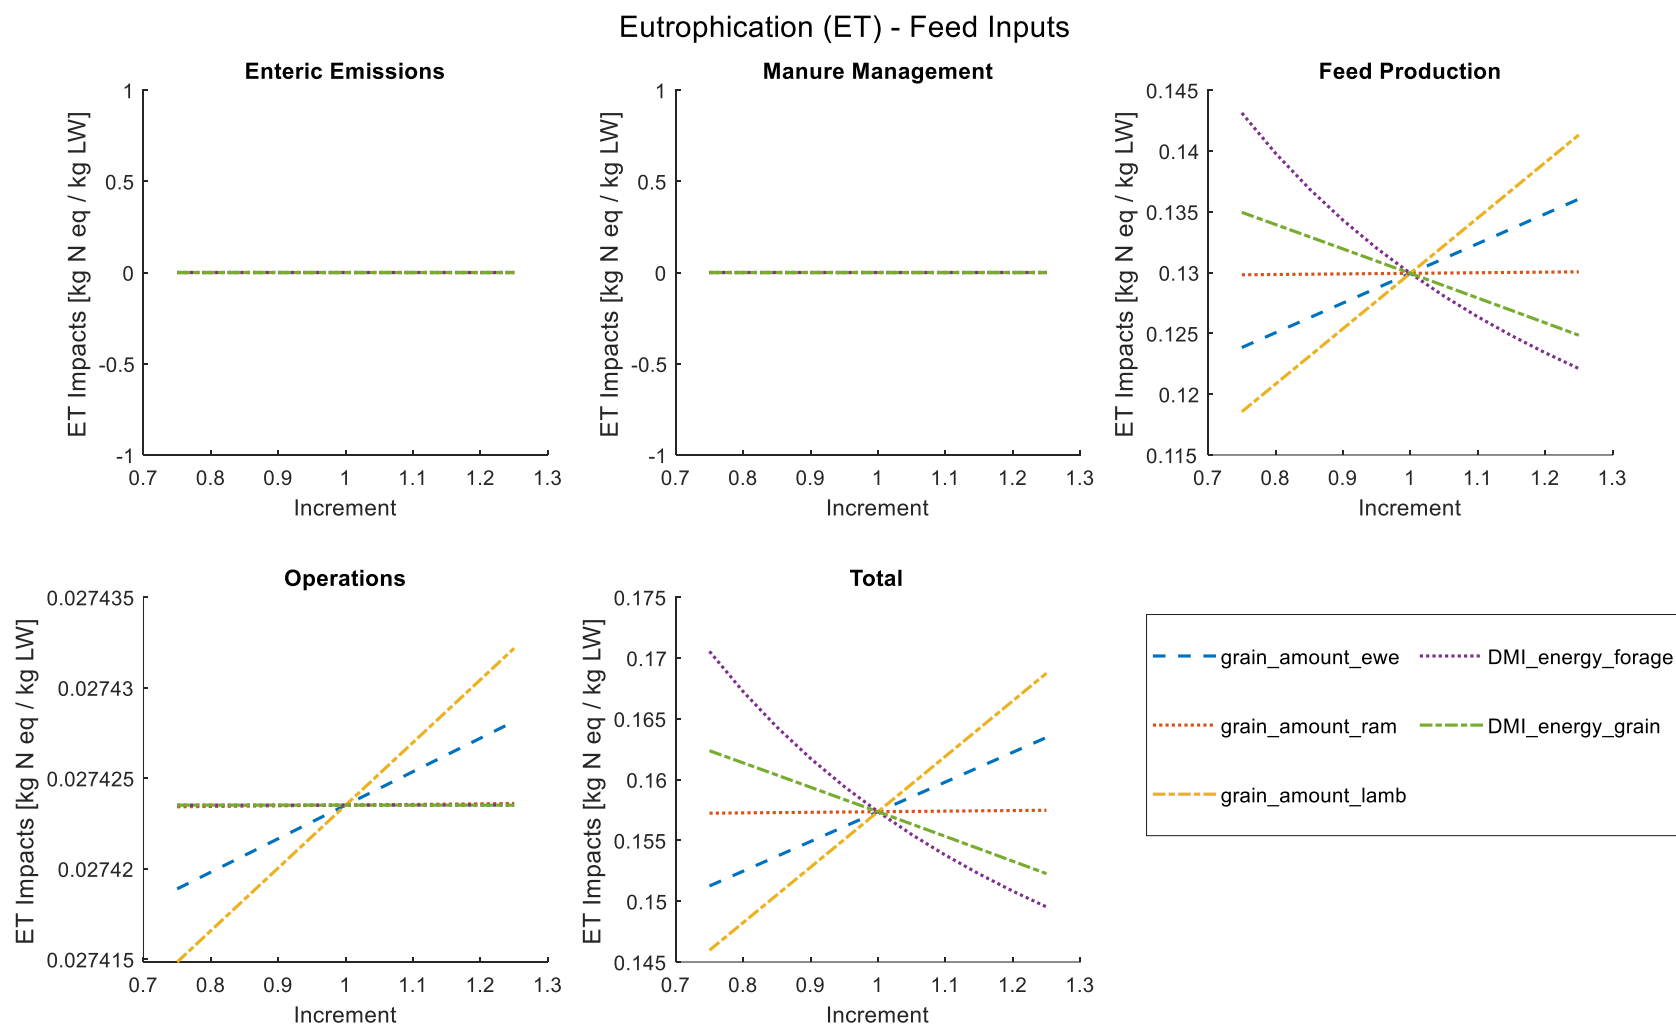 Eutrophication (ET) - Feed Inputs
Enteric Emissions
ET Impacts [kg N eq / kg LW]
1
0.5
0
-0.5
-1
0.7 0.8 0.9 1 1.1 1.2 1.3
Increment
Manure Management
ET Impacts [kg N eq / kg LW]
1
0.5
0
-0.5
-1
0.7 0.8 0.9 1 1.1 1.2 1.3
Increment
Feed Production
ET Impacts [kg N eq / kg LW]
0.145
0.14
0.135
0.13
0.125
0.12
0.115
0.7 0.8 0.9 1 1.1 1.2 1.3
Increment
Operations
ET Impacts [kg N eq / kg LW]
0.027435
0.02743
0.027425
0.02742
0.027415
0.7 0.8 0.9 1 1.1 1.2 1.3
Increment
Total
ET Impacts [kg N eq / kg LW]
0.175
0.17
0.165
0.16
0.155
0.15
0.145
0.7 0.8 0.9 1 1.1 1.2 1.3
Increment
grain_amount_ewe DMI_energy_forage
grain_amount_ram DMI_energy_grain
grain_amount_lamb